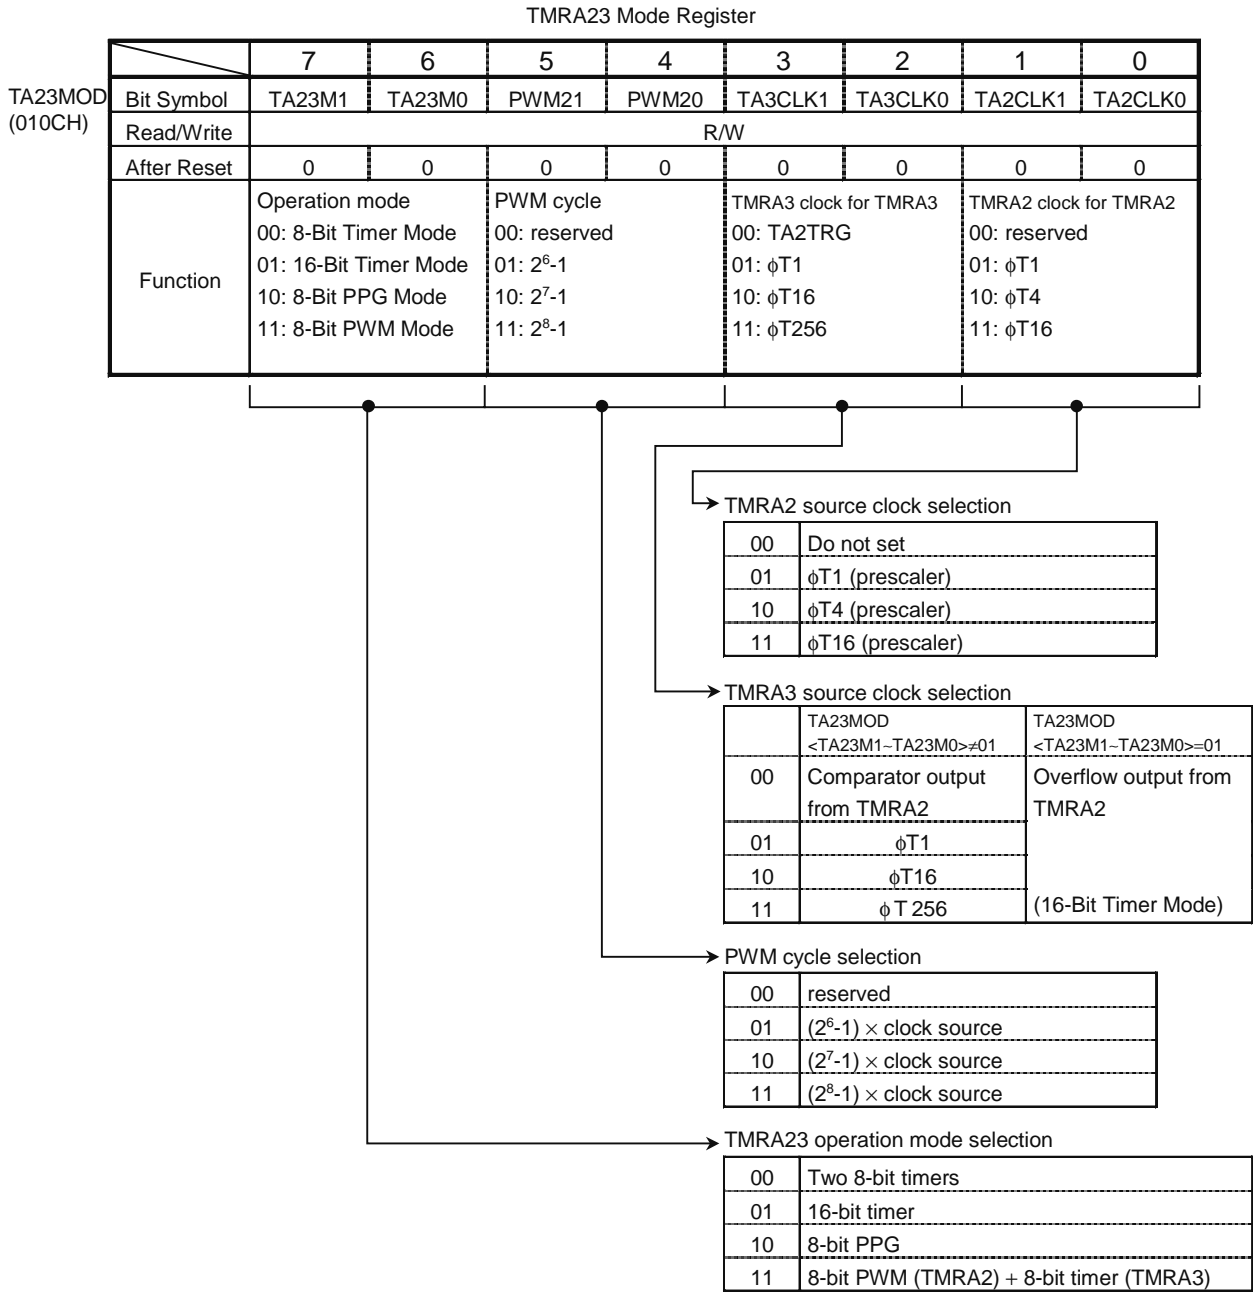 TMRA23 Mode Register
7 6 5 4 3 2 1 0
TA23MOD
(010CH)
Bit Symbol TA23M1 TA23M0 PWM21 PWM20 TA3CLK1 TA3CLK0 TA2CLK1 TA2CLK0
Read/Write R/W
After Reset 0 0 0 0 0 0 0 0
Function
Operation mode
00: 8-Bit Timer Mode
01: 16-Bit Timer Mode
10: 8-Bit PPG Mode
11: 8-Bit PWM Mode
PWM cycle
00: reserved
01: 2⁶-1
10: 2⁷-1
11: 2⁸-1
TMRA3 clock for TMRA3
00: TA2TRG
01: ϕT1
10: ϕT16
11: ϕT256
TMRA2 clock for TMRA2
00: reserved
01: ϕT1
10: ϕT4
11: ϕT16
TMRA2 source clock selection
00 Do not set
01 ϕT1 (prescaler)
10 ϕT4 (prescaler)
11 ϕT16 (prescaler)
TMRA3 source clock selection
TA23MOD
<TA23M1~TA23M0>≠01
TA23MOD
<TA23M1~TA23M0>=01
00 Comparator output
from TMRA2
Overflow output from
TMRA2
01 ϕT1
10 ϕT16
11 ϕT256
(16-Bit Timer Mode)
PWM cycle selection
00 reserved
01 (2⁶-1) × clock source
10 (2⁷-1) × clock source
11 (2⁸-1) × clock source
TMRA23 operation mode selection
00 Two 8-bit timers
01 16-bit timer
10 8-bit PPG
11 8-bit PWM (TMRA2) + 8-bit timer (TMRA3)